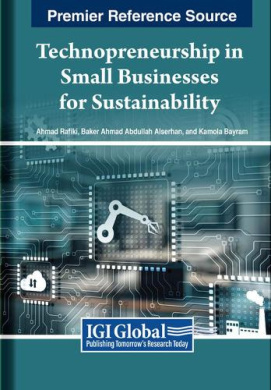 Premier Reference Source
Technopreneurship in
Small Businesses
for Sustainability
Ahmad Rafiki, Baker Ahmad Abdullah Alserhan, and Kamola Bayram
IGI Global
Publishing Tomorrow's Research Today